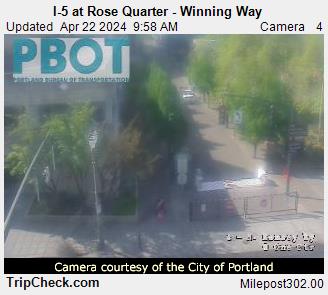 I-5 at Rose Quarter - Winning Way
Updated Apr 22 2024 9:58 AM Camera 4
PBOT
PORTLAND BUREAU OF TRANSPORTATION
Camera courtesy of the City of Portland
TripCheck.com Milepost302.00